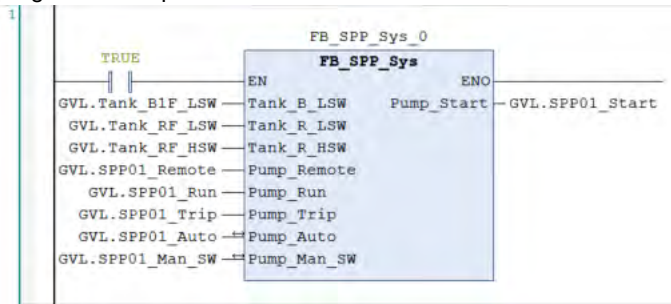 1
FB_SPP_Sys_0
TRUE
FB_SPP_Sys
EN ENO
GVL.Tank_B1F_LSW Tank_B_LSW Pump_Start GVL.SPP01_Start
GVL.Tank_RF_LSW Tank_R_LSW
GVL.Tank_RF_HSW Tank_R_HSW
GVL.SPP01_Remote Pump_Remote
GVL.SPP01_Run Pump_Run
GVL.SPP01_Trip Pump_Trip
GVL.SPP01_Auto Pump_Auto
GVL.SPP01_Man_SW Pump_Man_SW